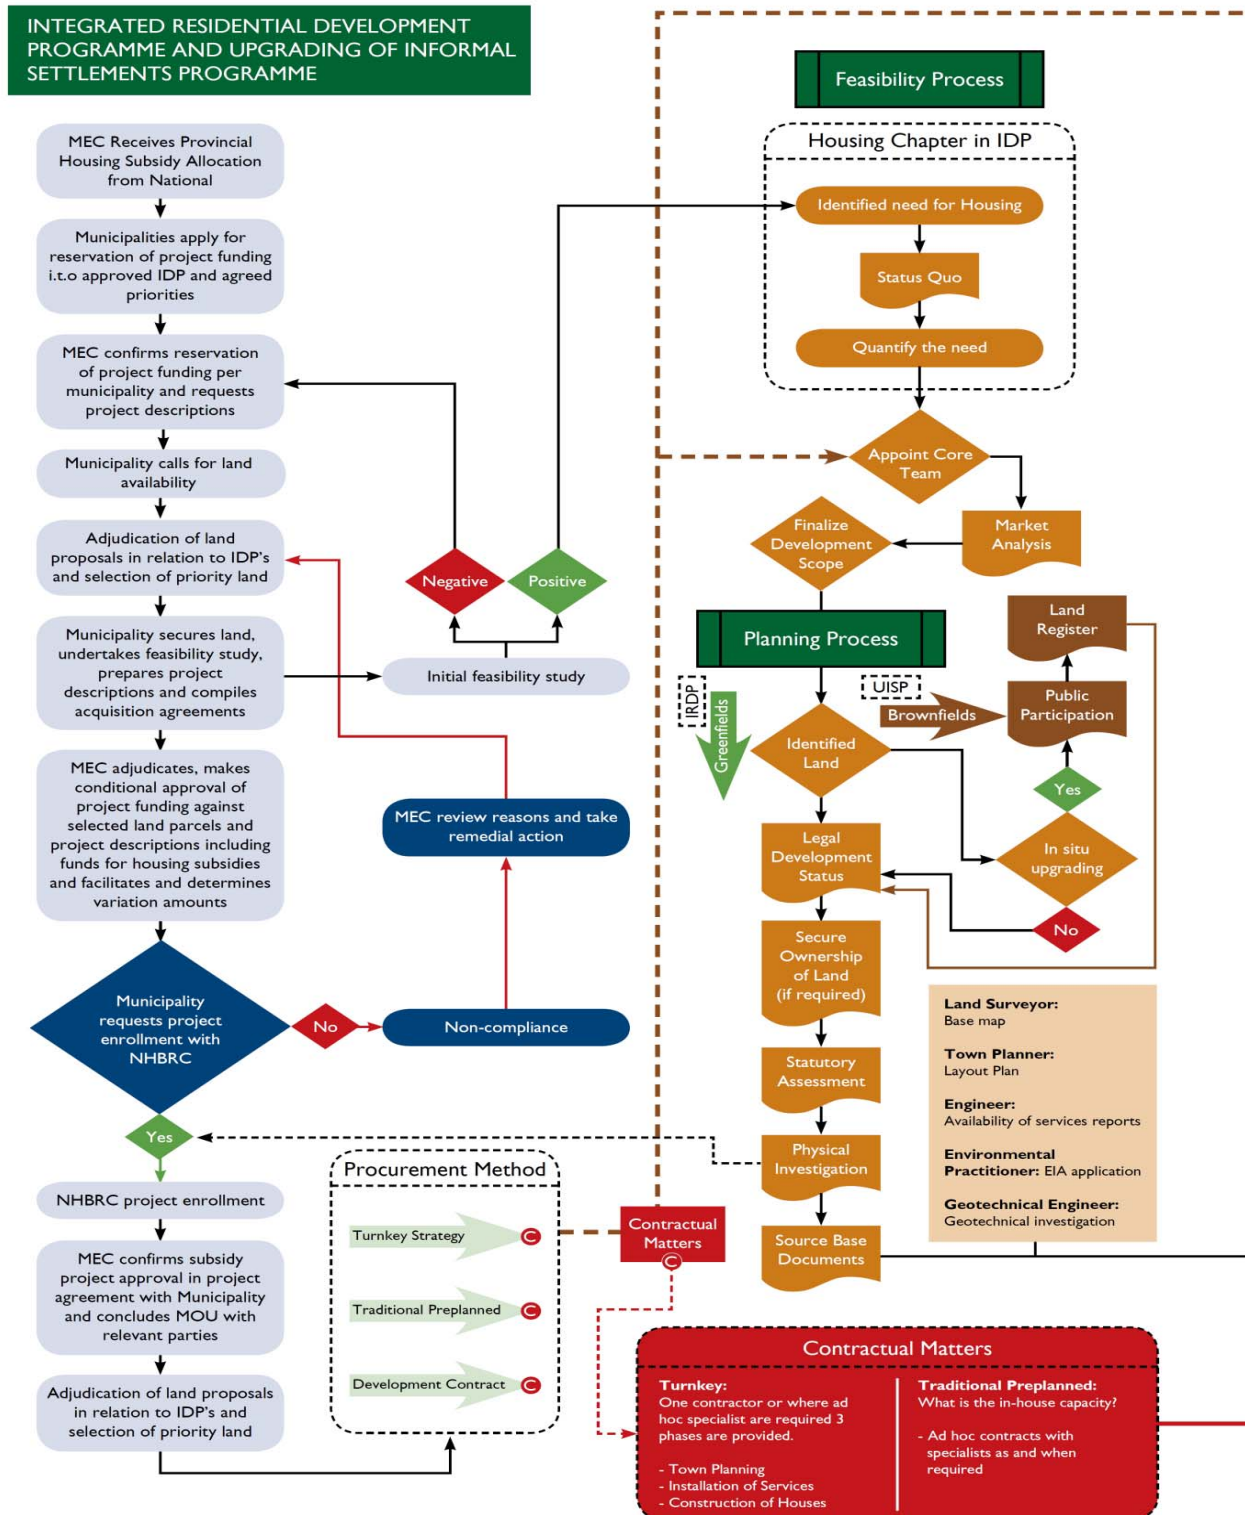 INTEGRATED RESIDENTIAL DEVELOPMENT
PROGRAMME AND UPGRADING OF INFORMAL
SETTLEMENTS PROGRAMME
MEC Receives Provincial
Housing Subsidy Allocation
from National
Municipalities apply for
reservation of project funding
i.t.o approved IDP and agreed
priorities
MEC confirms reservation
of project funding per
municipality and requests
project descriptions
Municipality calls for land
availability
Adjudication of land
proposals in relation to IDP's
and selection of priority land
Municipality secures land,
undertakes feasibility study,
prepares project
descriptions and compiles
acquisition agreements
MEC adjudicates, makes
conditional approval of
project funding against
selected land parcels and
project descriptions including
funds for housing subsidies
and facilitates and determines
variation amounts
Municipality
requests project
enrollment with
NHBRC
No
Non-compliance
MEC review reasons and take
remedial action
Yes
NHBRC project enrollment
MEC confirms subsidy
project approval in project
agreement with Municipality
and concludes MOU with
relevant parties
Adjudication of land proposals
in relation to IDP's and
selection of priority land
Negative
Positive
Initial feasibility study
Procurement Method
Turnkey Strategy
C
Traditional Preplanned
C
Development Contract
C
Feasibility Process
Housing Chapter in IDP
Identified need for Housing
Status Quo
Quantify the need
Appoint Core
Team
Market
Analysis
Finalize
Development
Scope
Planning Process
IRDP
Greenfields
UISP
Brownfields
Land
Register
Public
Participation
Yes
In situ
upgrading
No
Identified
Land
Legal
Development
Status
Secure
Ownership
of Land
(if required)
Statutory
Assessment
Physical
Investigation
Source Base
Documents
Land Surveyor:
Base map
Town Planner:
Layout Plan
Engineer:
Availability of services reports
Environmental
Practitioner: EIA application
Geotechnical Engineer:
Geotechnical investigation
Contractual
Matters
C
Contractual Matters
Turnkey:
One contractor or where ad
hoc specialist are required 3
phases are provided.
- Town Planning
- Installation of Services
- Construction of Houses
Traditional Preplanned:
What is the in-house capacity?
- Ad hoc contracts with
specialists as and when
required